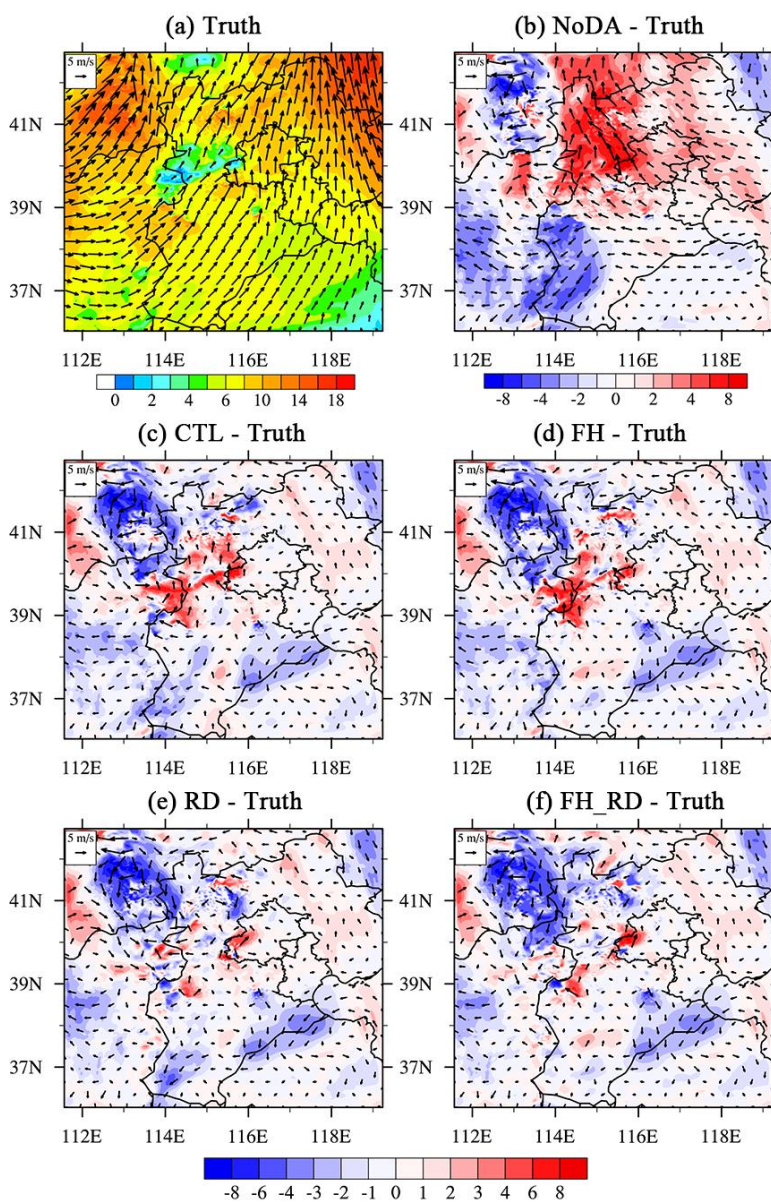 (a) Truth (b) NoDA - Truth
5 m/s 5 m/s
41N 41N
39N 39N
37N 37N
112E 114E 116E 118E 112E 114E 116E 118E
0 2 4 6 10 14 18 -8 -4 -2 0 2 4 8
(c) CTL - Truth (d) FH - Truth
5 m/s 5 m/s
41N 41N
39N 39N
37N 37N
112E 114E 116E 118E 112E 114E 116E 118E
(e) RD - Truth (f) FH_RD - Truth
5 m/s 5 m/s
41N 41N
39N 39N
37N 37N
112E 114E 116E 118E 112E 114E 116E 118E
-8 -4 -3 -2 -1 0 1 2 3 6 8